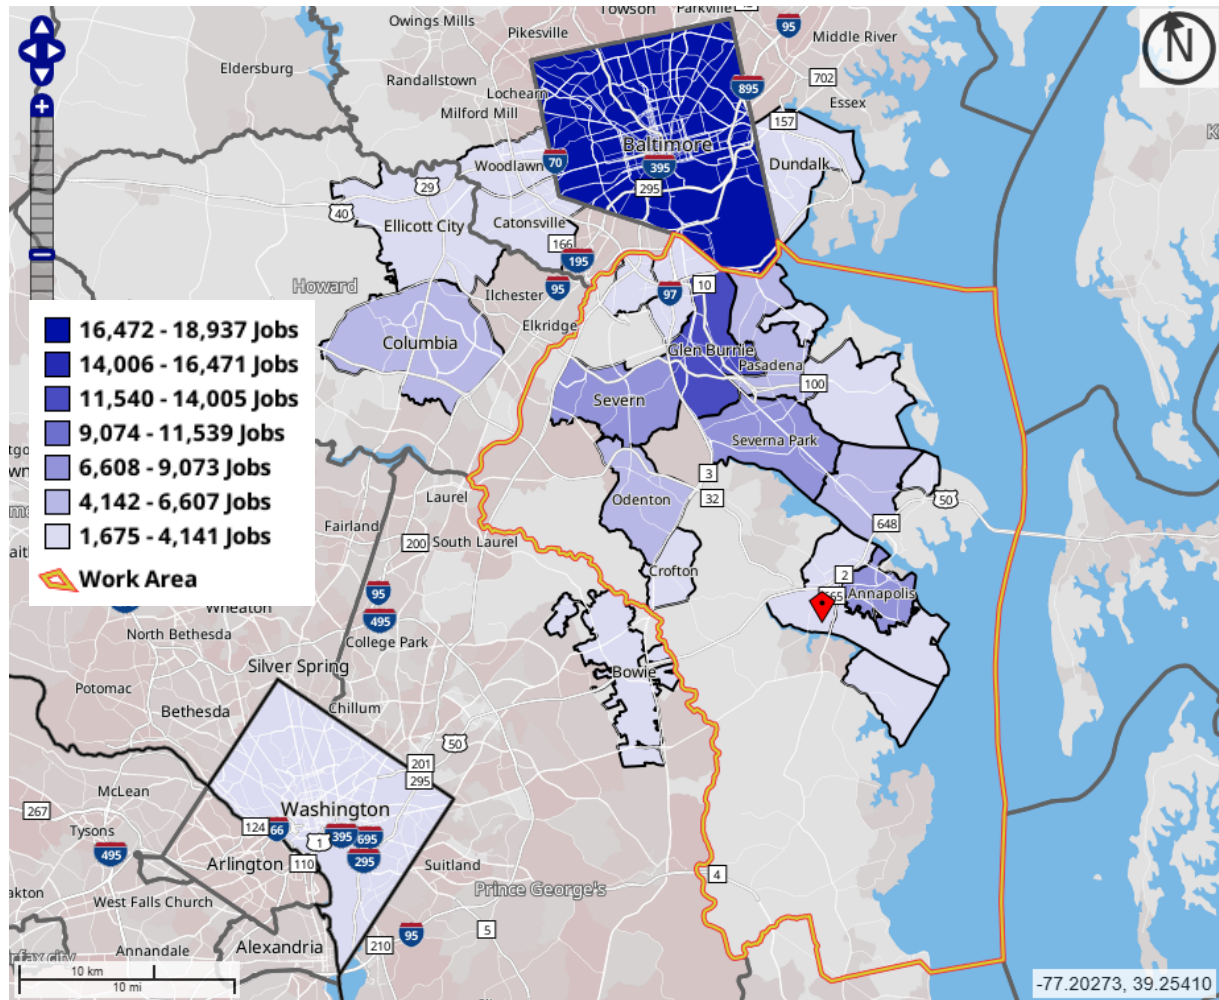 Towson
Parkville
Owings Mills
Pikesville
95
Middle River
N
Eldersburg
Randallstown
702
Lochearn
895
Essex
Milford Mill
157
Baltimore
K
Woodlawn
70
395
Dundalk
29
295
40
Ellicott City
Catonsville
166
195
Howard
Ilchester
95
97
10
Elkridge
Columbia
Glen Burnie
Pasadena
100
Severn
Severna Park
16,472 - 18,937 Jobs
14,006 - 16,471 Jobs
11,540 - 14,005 Jobs
9,074 - 11,539 Jobs
6,608 - 9,073 Jobs
4,142 - 6,607 Jobs
1,675 - 4,141 Jobs
Work Area
3
Laurel
Odenton
32
50
Fairland
648
200
South Laurel
Crofton
2
95
665
Annapolis
Wheaton
495
North Bethesda
College Park
Silver Spring
Bowie
Potomac
Bethesda
Chillum
50
201
295
McLean
267
Washington
Tysons
124
66
1
395
695
495
Arlington
110
295
Suitland
4
akton
West Falls Church
Prince George's
5
95
Annandale
Alexandria
210
rfax city
10 km
10 mi
-77.20273, 39.25410